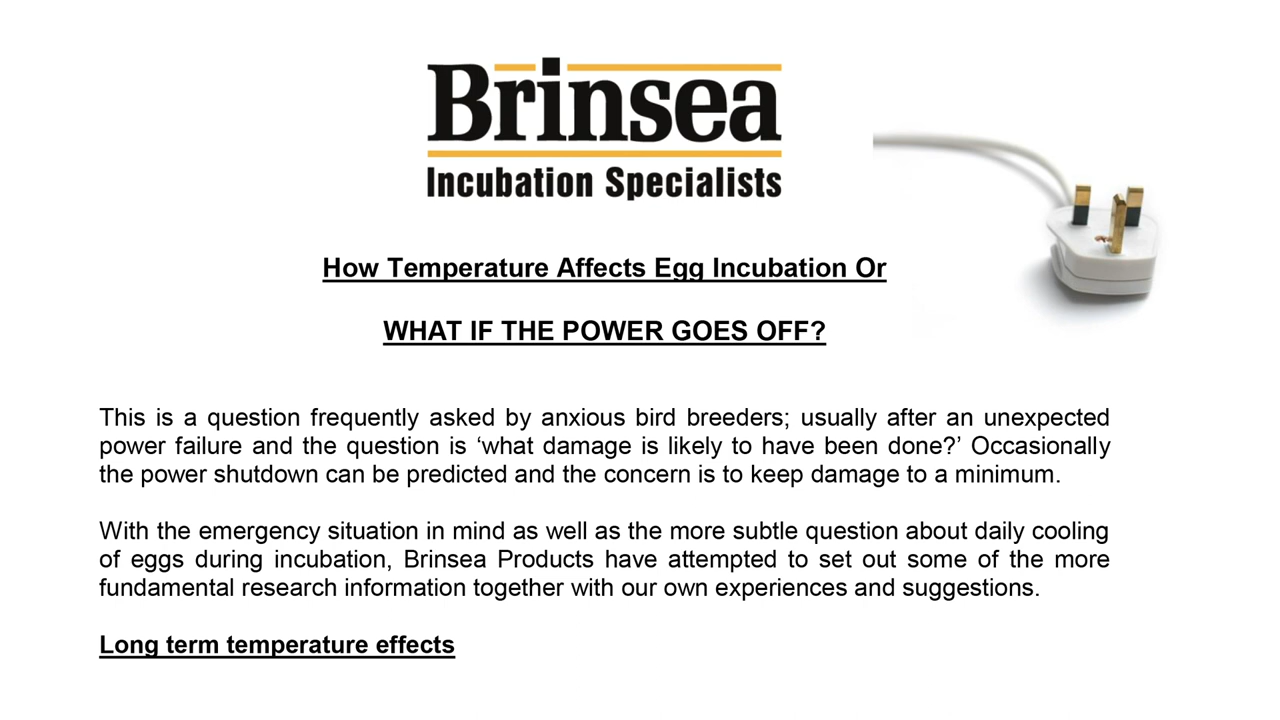 Brinsea
Incubation Specialists
How Temperature Affects Egg Incubation Or
WHAT IF THE POWER GOES OFF?
This is a question frequently asked by anxious bird breeders; usually after an unexpected
power failure and the question is ‘what damage is likely to have been done?’ Occasionally
the power shutdown can be predicted and the concern is to keep damage to a minimum.
With the emergency situation in mind as well as the more subtle question about daily cooling
of eggs during incubation, Brinsea Products have attempted to set out some of the more
fundamental research information together with our own experiences and suggestions.
Long term temperature effects